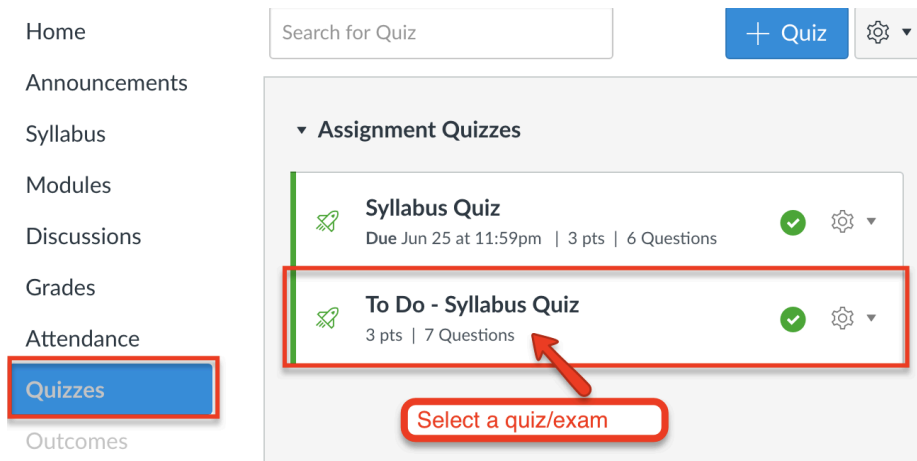 Home
Announcements
Syllabus
Modules
Discussions
Grades
Attendance
Quizzes
Outcomes
Search for Quiz
+ Quiz
Assignment Quizzes
Syllabus Quiz
Due Jun 25 at 11:59pm | 3 pts | 6 Questions
To Do - Syllabus Quiz
3 pts | 7 Questions
Select a quiz/exam